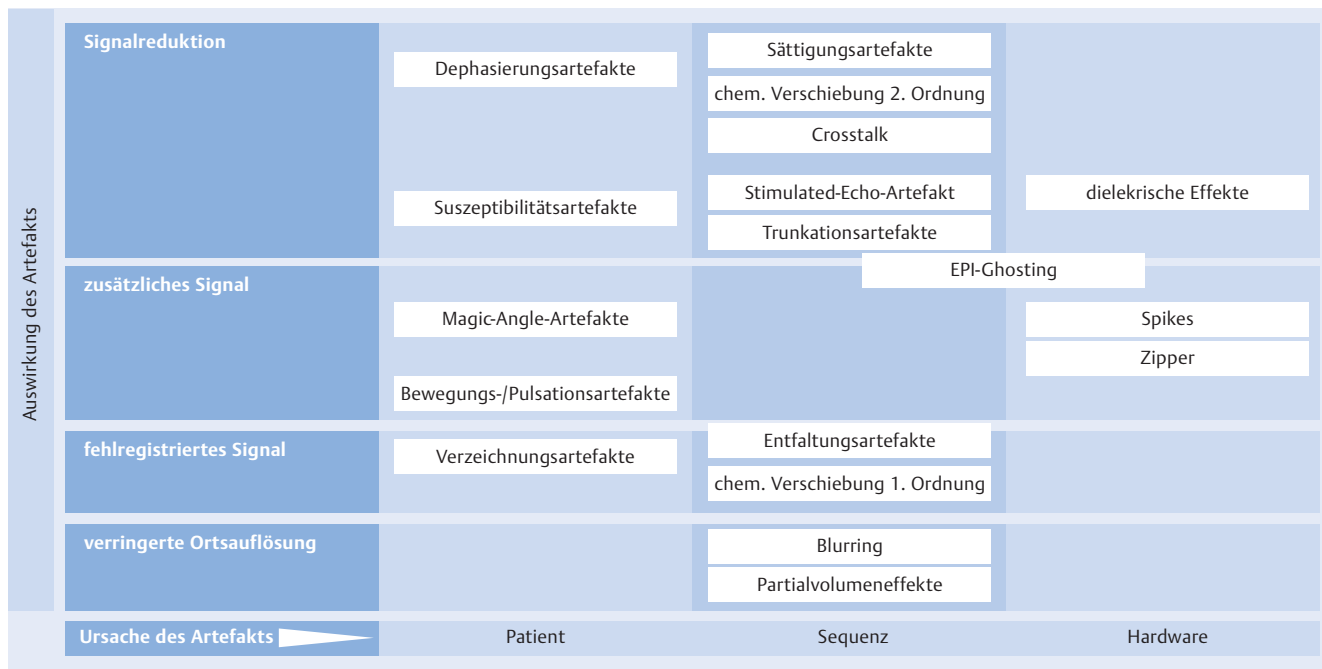 Auswirkung des Artefakts
Signalreduktion
Dephasierungsartefakte
Suszeptibilitätsartefakte
Sättigungsartefakte
chem. Verschiebung 2. Ordnung
Crosstalk
Stimulated-Echo-Artefakt
Trunkationsartefakte
dielekrische Effekte
EPI-Ghosting
zusätzliches Signal
Magic-Angle-Artefakte
Bewegungs-/Pulsationsartefakte
Spikes
Zipper
fehlregistriertes Signal
Verzeichnungsartefakte
Entfaltungsartefakte
chem. Verschiebung 1. Ordnung
verringerte Ortsauflösung
Blurring
Partialvolumeneffekte
Ursache des Artefakts
Patient
Sequenz
Hardware